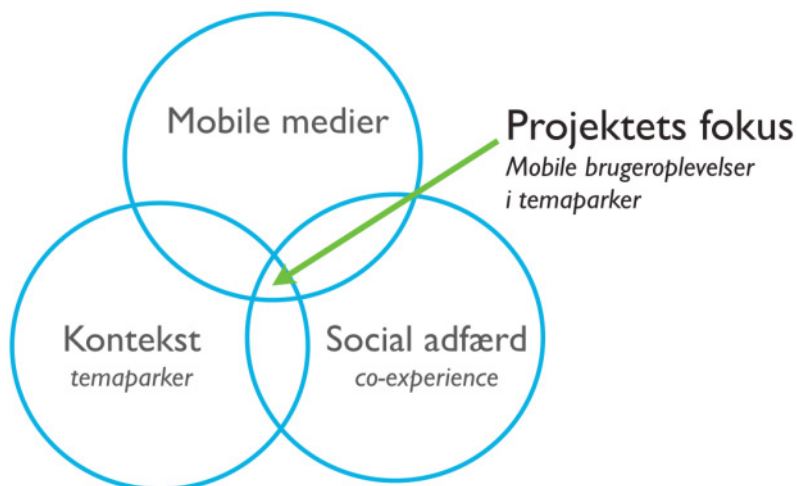 Mobile medier
Projektets fokus
Mobile brugeroplevelser
i temaparker
Kontekst
temaparker
Social adfærd
co-experience